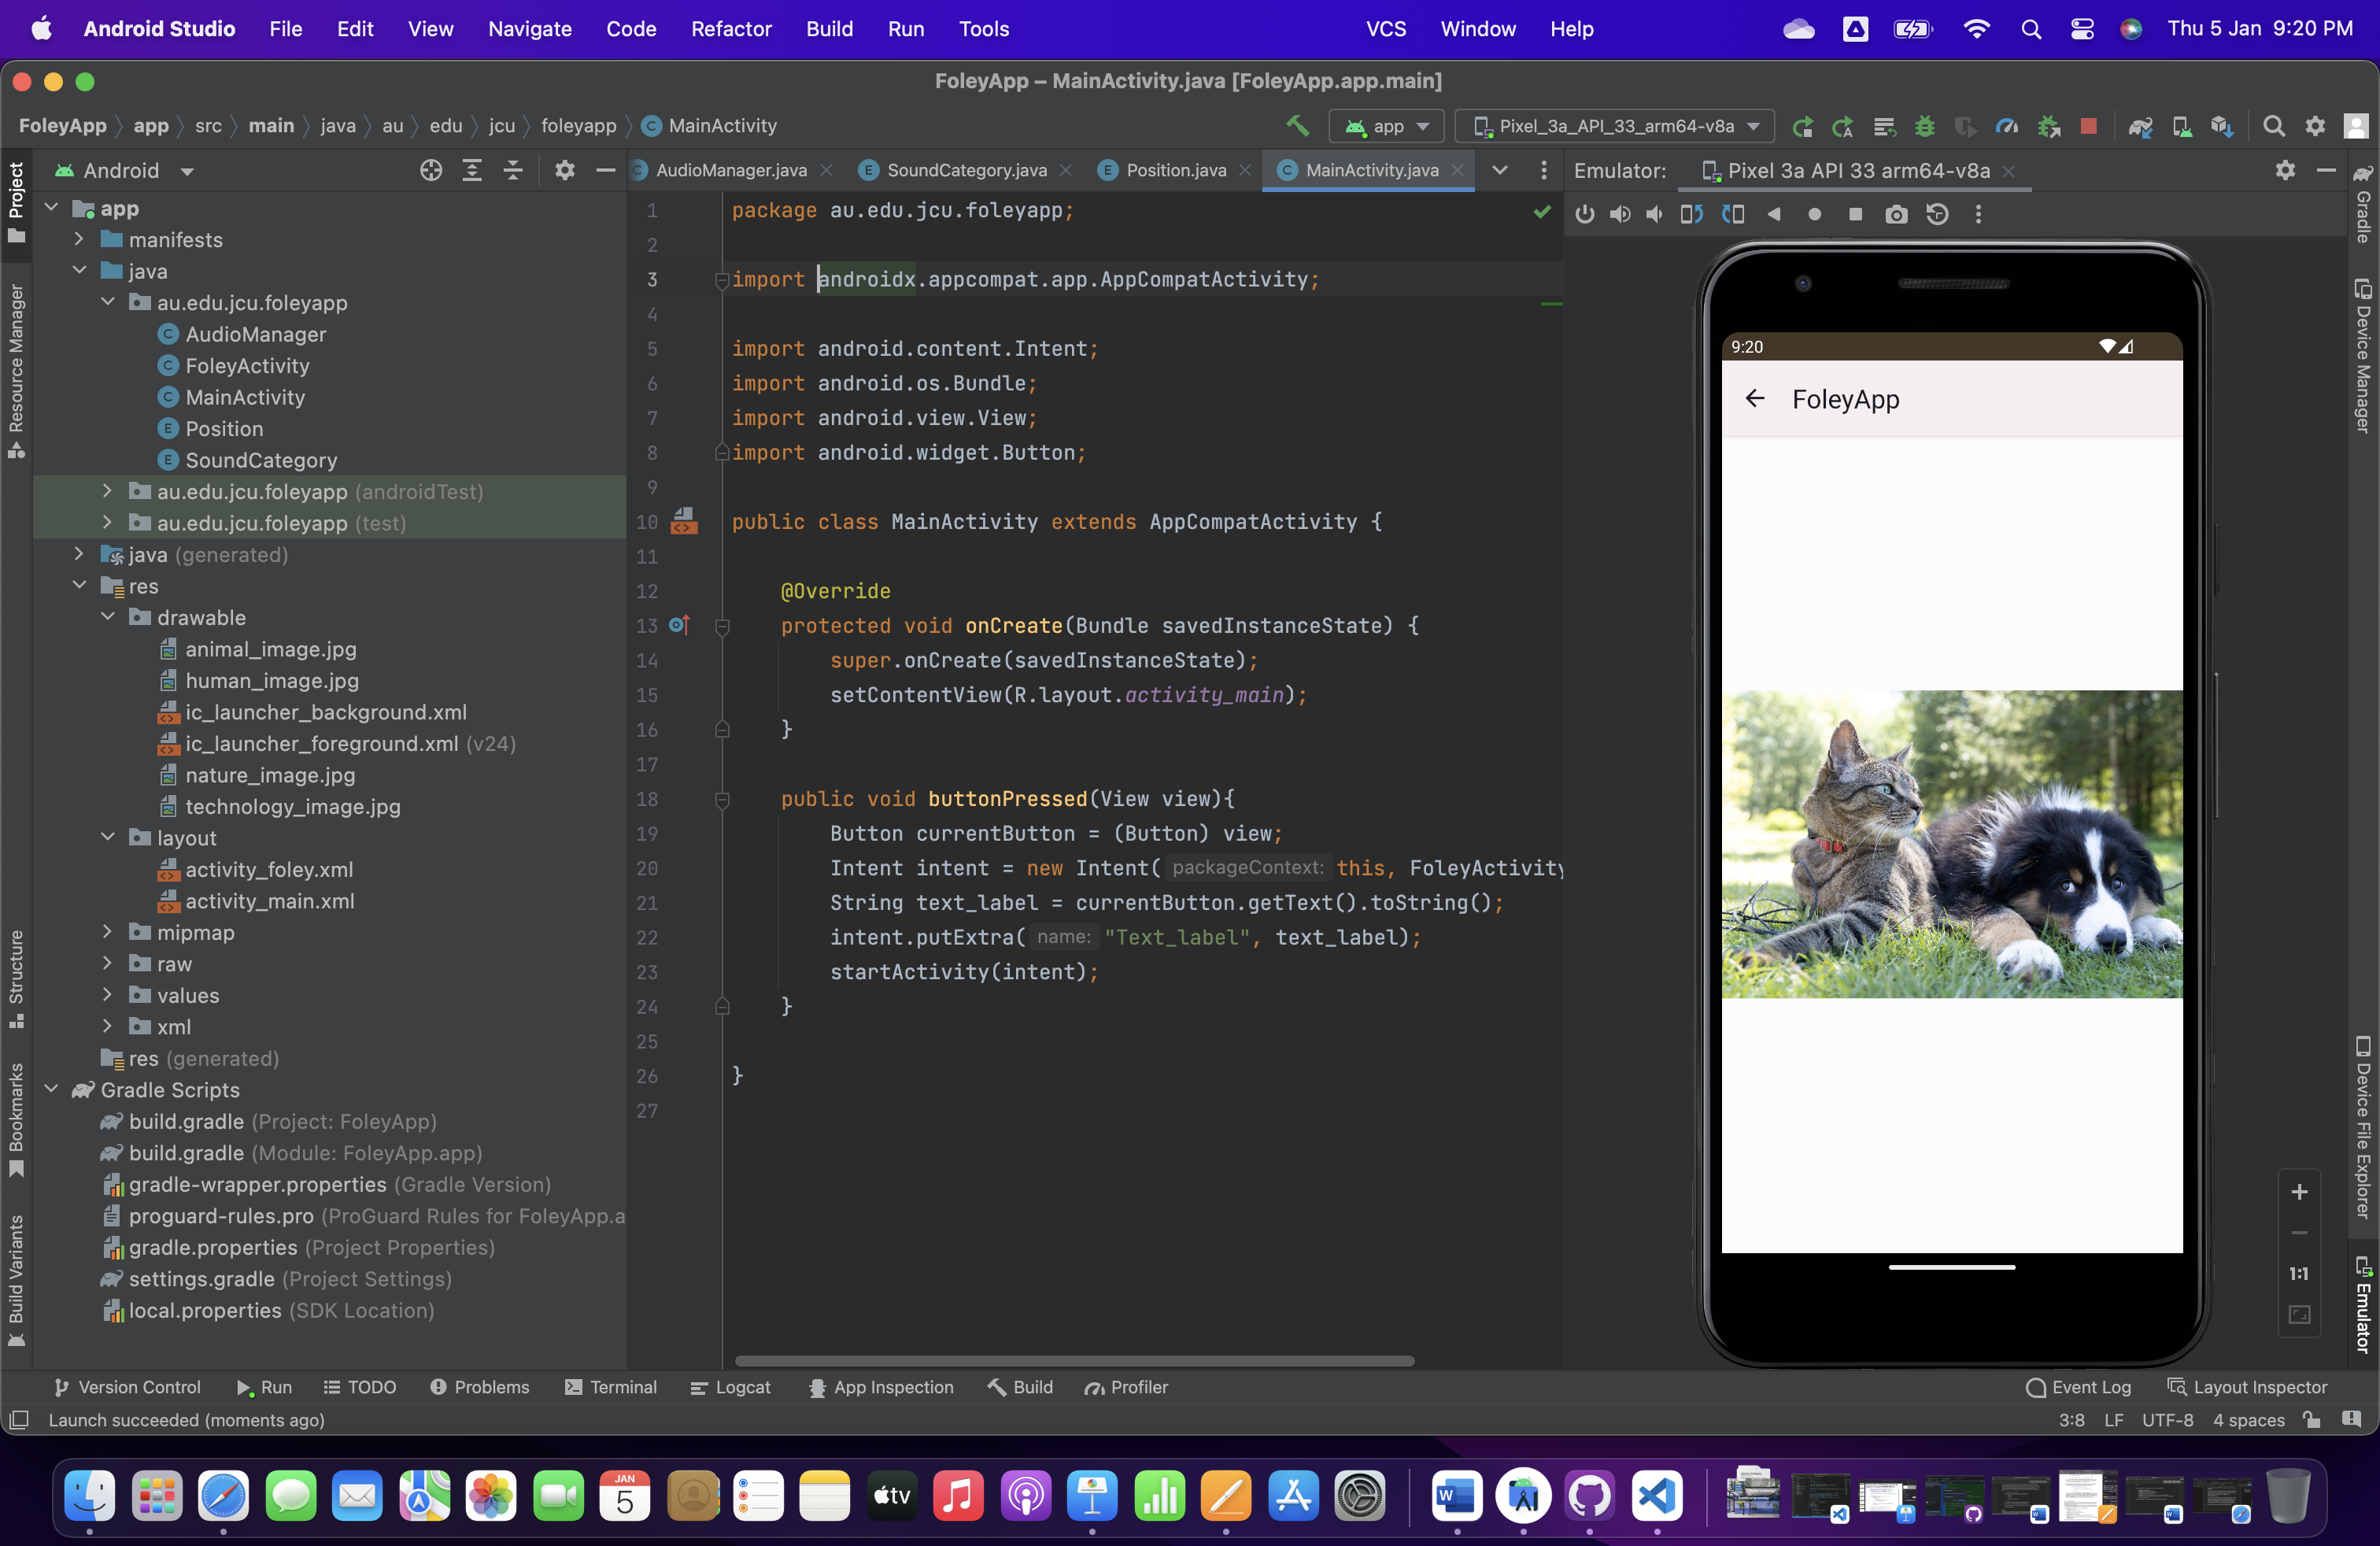 Android Studio File Edit View Navigate Code Refactor Build Run Tools VCS Window Help Thu 5 Jan 9:20 PM
FoleyApp – MainActivity.java [FoleyApp.app.main]
FoleyApp app src main java au edu jcu foleyapp MainActivity app Pixel_3a_API_33_arm64-v8a
Project
Resource Manager
Structure
Bookmarks
Build Variants
Android
app
manifests
java
au.edu.jcu.foleyapp
AudioManager
FoleyActivity
MainActivity
Position
SoundCategory
au.edu.jcu.foleyapp (androidTest)
au.edu.jcu.foleyapp (test)
java (generated)
res
drawable
animal_image.jpg
human_image.jpg
ic_launcher_background.xml
ic_launcher_foreground.xml (v24)
nature_image.jpg
technology_image.jpg
layout
activity_foley.xml
activity_main.xml
mipmap
raw
values
xml
res (generated)
Gradle Scripts
build.gradle (Project: FoleyApp)
build.gradle (Module: FoleyApp.app)
gradle-wrapper.properties (Gradle Version)
proguard-rules.pro (ProGuard Rules for FoleyApp.a
gradle.properties (Project Properties)
settings.gradle (Project Settings)
local.properties (SDK Location)
AudioManager.java SoundCategory.java Position.java MainActivity.java
1 package au.edu.jcu.foleyapp;
2
3 import androidx.appcompat.app.AppCompatActivity;
4
5 import android.content.Intent;
6 import android.os.Bundle;
7 import android.view.View;
8 import android.widget.Button;
9
10 public class MainActivity extends AppCompatActivity {
11
12 @Override
13 protected void onCreate(Bundle savedInstanceState) {
14 super.onCreate(savedInstanceState);
15 setContentView(R.layout.activity_main);
16 }
17
18 public void buttonPressed(View view){
19 Button currentButton = (Button) view;
20 Intent intent = new Intent( packageContext: this, FoleyActivity
21 String text_label = currentButton.getText().toString();
22 intent.putExtra( name: "Text_label", text_label);
23 startActivity(intent);
24 }
25
26 }
27
Emulator: Pixel 3a API 33 arm64-v8a
9:20
FoleyApp
1:1
Gradle
Device Manager
Device File Explorer
Emulator
Version Control Run TODO Problems Terminal Logcat App Inspection Build Profiler Event Log Layout Inspector
Launch succeeded (moments ago) 3:8 LF UTF-8 4 spaces
JAN
5
tv
W